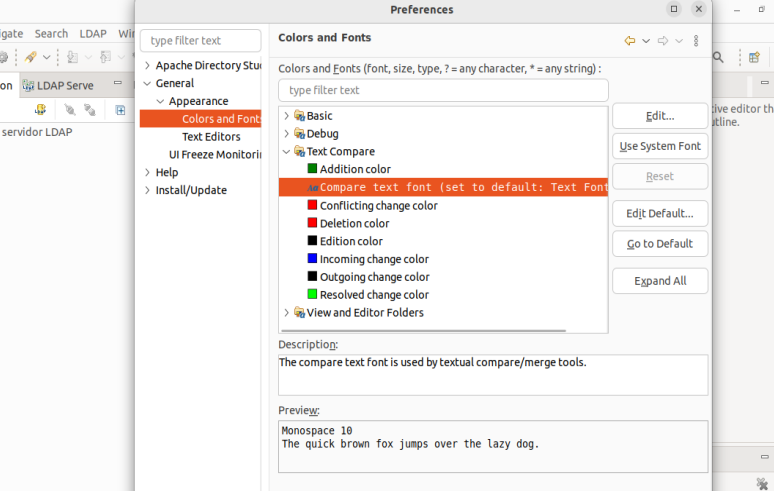 Preferences
igate Search LDAP Wi
type filter text
Colors and Fonts
Apache Directory Stu
General
Appearance
Colors and Font
Text Editors
UI Freeze Monitori
Help
Install/Update
on
LDAP Serve
servidor LDAP
Colors and Fonts (font, size, type, ? = any character, * = any string) :
type filter text
Basic
Debug
Text Compare
Addition color
Aa Compare text font (set to default: Text Font
Conflicting change color
Deletion color
Edition color
Incoming change color
Outgoing change color
Resolved change color
View and Editor Folders
Edit...
Use System Font
Reset
Edit Default...
Go to Default
Expand All
Description:
The compare text font is used by textual compare/merge tools.
Preview:
Monospace 10
The quick brown fox jumps over the lazy dog.
tive editor th
utline.